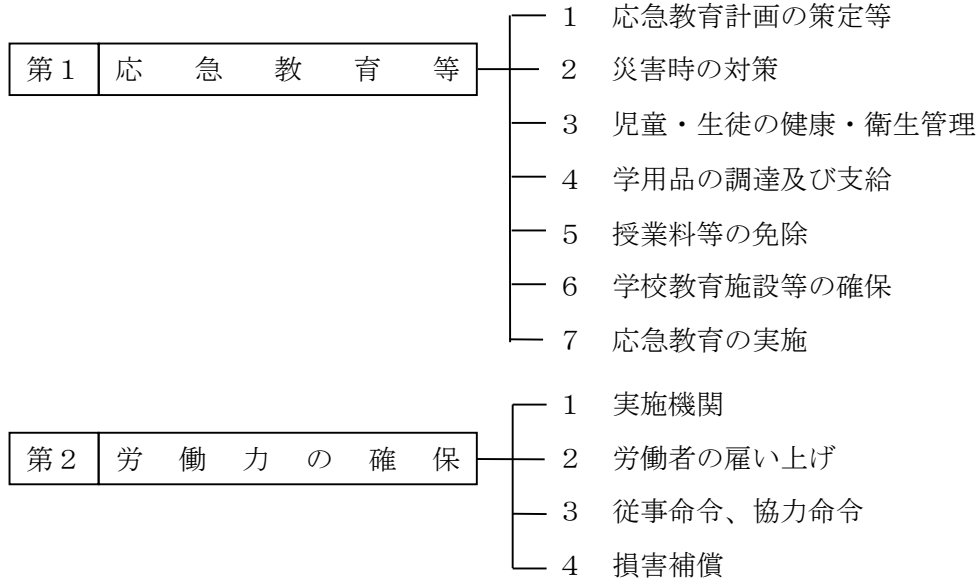 1 応急教育計画の策定等
第1 応急教育等
2 災害時の対策
3 児童・生徒の健康・衛生管理
4 学用品の調達及び支給
5 授業料等の免除
6 学校教育施設等の確保
7 応急教育の実施
1 実施機関
第2 労働力の確保
2 労働者の雇い上げ
3 従事命令、協力命令
4 損害補償